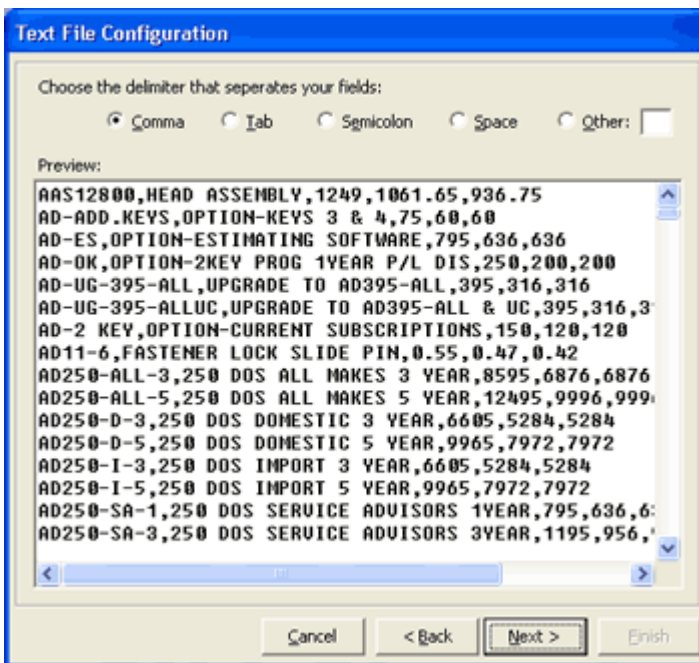 Text File Configuration
Choose the delimiter that seperates your fields:
Comma Tab Semicolon Space Other:
Preview:
AAS12800,HEAD ASSEMBLY,1249,1061.65,936.75
AD-ADD.KEYS,OPTION-KEYS 3 & 4,75,60,60
AD-ES,OPTION-ESTIMATING SOFTWARE,795,636,636
AD-OK,OPTION-2KEY PROG 1YEAR P/L DIS,250,200,200
AD-UG-395-ALL,UPGRADE TO AD395-ALL,395,316,316
AD-UG-395-ALLUC,UPGRADE TO AD395-ALL & UC,395,316,3
AD-2 KEY,OPTION-CURRENT SUBSCRIPTIONS,150,120,120
AD11-6,FASTENER LOCK SLIDE PIN,0.55,0.47,0.42
AD250-ALL-3,250 DOS ALL MAKES 3 YEAR,8595,6876,6876
AD250-ALL-5,250 DOS ALL MAKES 5 YEAR,12495,9996,999
AD250-D-3,250 DOS DOMESTIC 3 YEAR,6605,5284,5284
AD250-D-5,250 DOS DOMESTIC 5 YEAR,9965,7972,7972
AD250-I-3,250 DOS IMPORT 3 YEAR,6605,5284,5284
AD250-I-5,250 DOS IMPORT 5 YEAR,9965,7972,7972
AD250-SA-1,250 DOS SERVICE ADVISORS 1YEAR,795,636,6
AD250-SA-3,250 DOS SERVICE ADVISORS 3YEAR,1195,956,
Cancel < Back Next > Finish